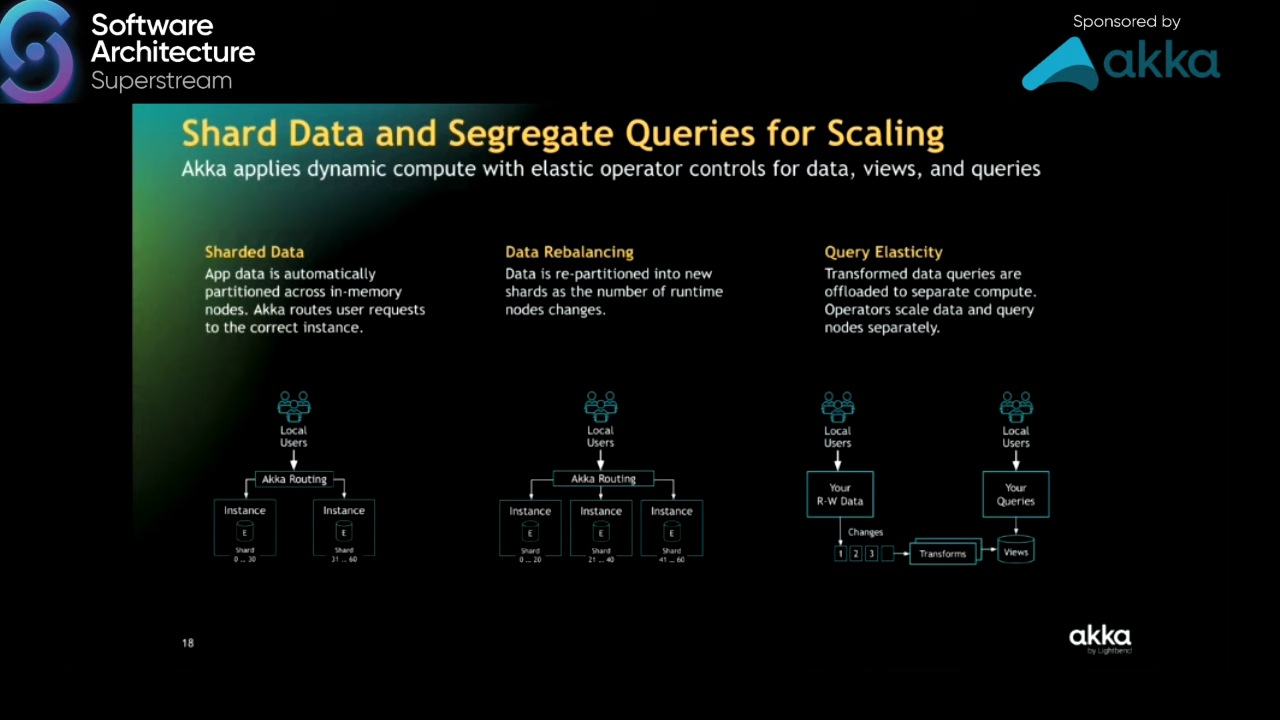 Software
Architecture
Superstream
Sponsored by
akka
Shard Data and Segregate Queries for Scaling
Akka applies dynamic compute with elastic operator controls for data, views, and queries
Sharded Data
App data is automatically
partitioned across in-memory
nodes. Akka routes user requests
to the correct instance.
Data Rebalancing
Data is re-partitioned into new
shards as the number of runtime
nodes changes.
Query Elasticity
Transformed data queries are
offloaded to separate compute.
Operators scale data and query
nodes separately.
Local
Users
Akka Routing
Instance
E
Shard
0 ... 30
Instance
E
Shard
31 ... 60
Local
Users
Akka Routing
Instance
E
Shard
0 ... 20
Instance
E
Shard
21 ... 40
Instance
E
Shard
41 ... 60
Local
Users
Your
R-W Data
Changes
1 2 3
Transforms
Local
Users
Your
Queries
Views
18
akka
by Lightbend